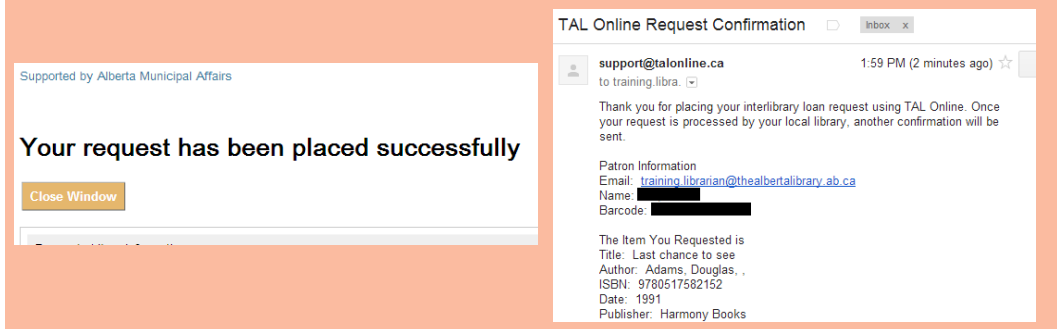 Supported by Alberta Municipal Affairs
Your request has been placed successfully
Close Window
TAL Online Request Confirmation
Inbox x
support@talonline.ca 1:59 PM (2 minutes ago)
to training.libra.
Thank you for placing your interlibrary loan request using TAL Online. Once
your request is processed by your local library, another confirmation will be
sent.
Patron Information
Email: training.librarian@thealbertalibrary.ab.ca
Name:
Barcode:
The Item You Requested is
Title: Last chance to see
Author: Adams, Douglas, ,
ISBN: 9780517582152
Date: 1991
Publisher: Harmony Books